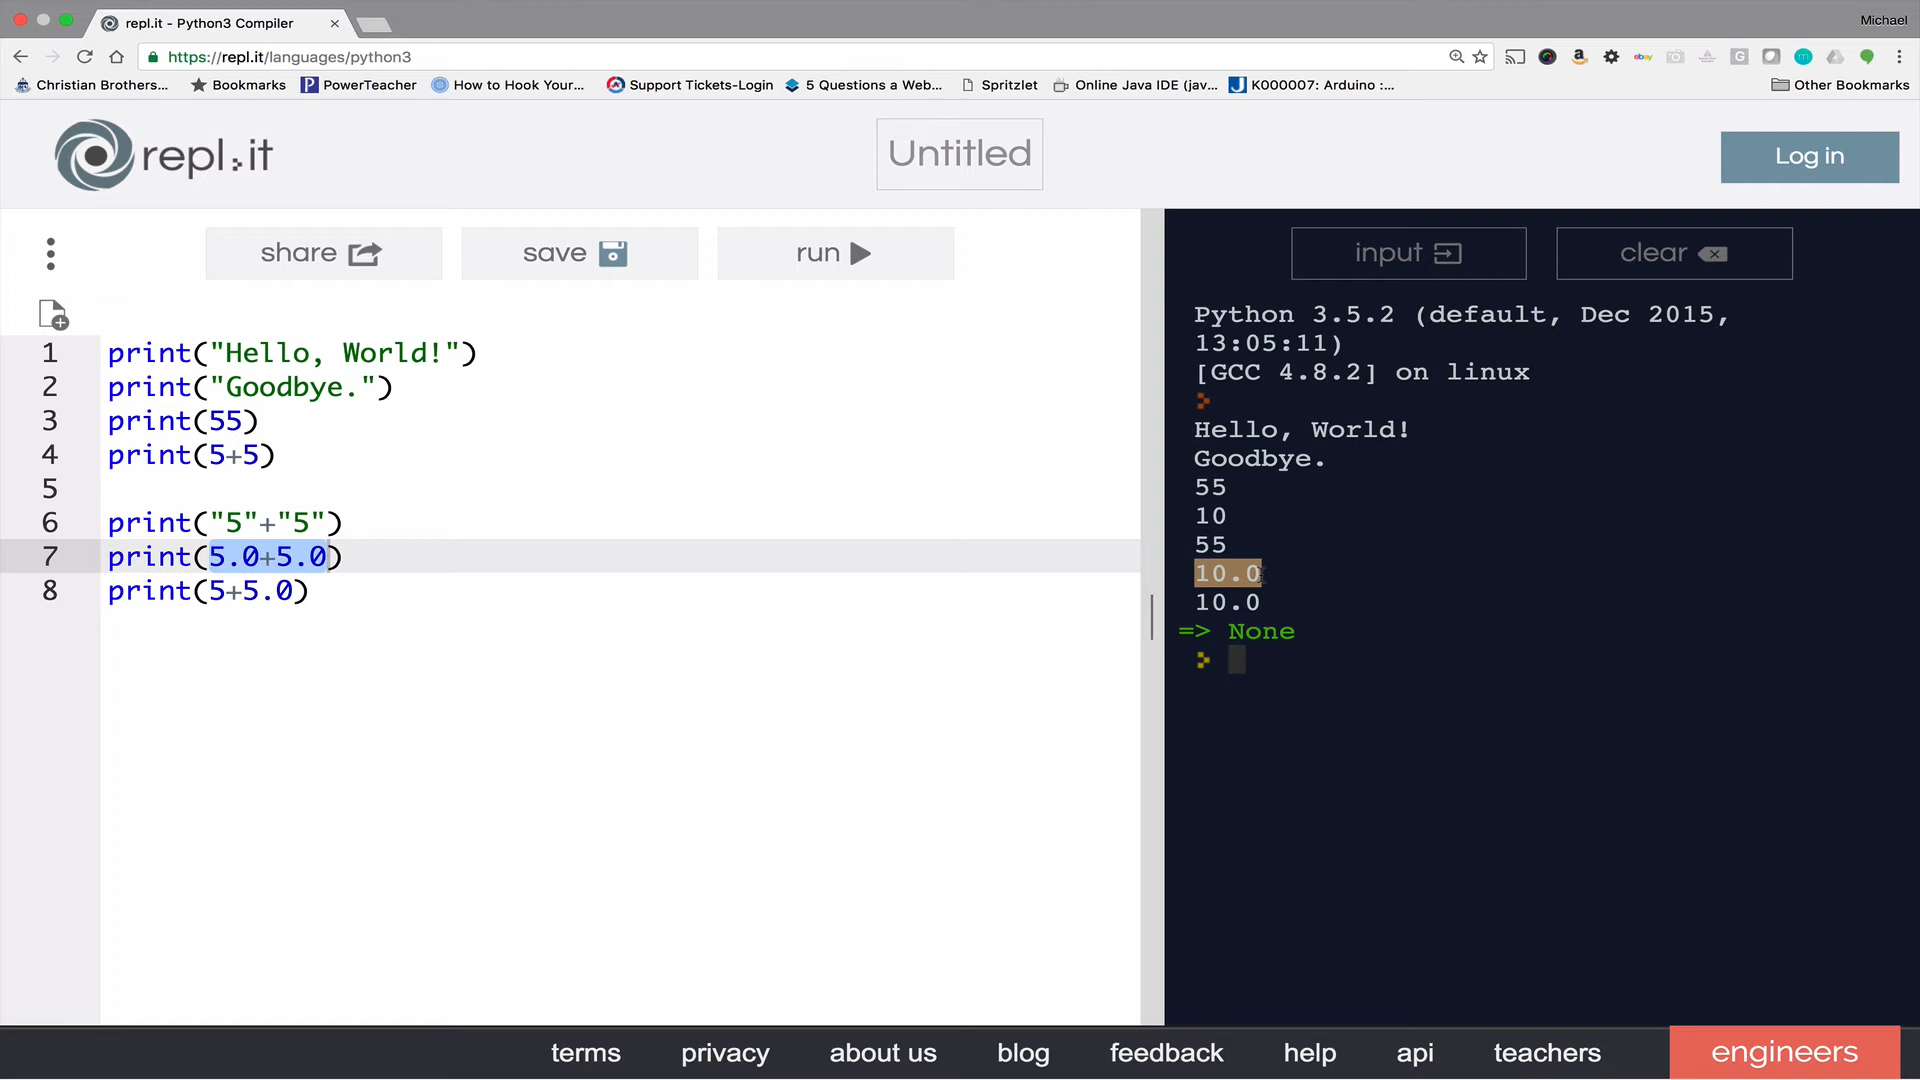 repl.it - Python3 Compiler
Michael
https://repl.it/languages/python3
Christian Brothers... Bookmarks PowerTeacher How to Hook Your... Support Tickets-Login 5 Questions a Web... Spritzlet Online Java IDE (jav... K000007: Arduino :... Other Bookmarks
repl.it
Untitled
Log in
share save run
input clear
1 print("Hello, World!")
2 print("Goodbye.")
3 print(55)
4 print(5+5)
5
6 print("5"+"5")
7 print(5.0+5.0)
8 print(5+5.0)
Python 3.5.2 (default, Dec 2015,
13:05:11)
[GCC 4.8.2] on linux
Hello, World!
Goodbye.
55
10
55
10.0
10.0
=> None
terms privacy about us blog feedback help api teachers engineers